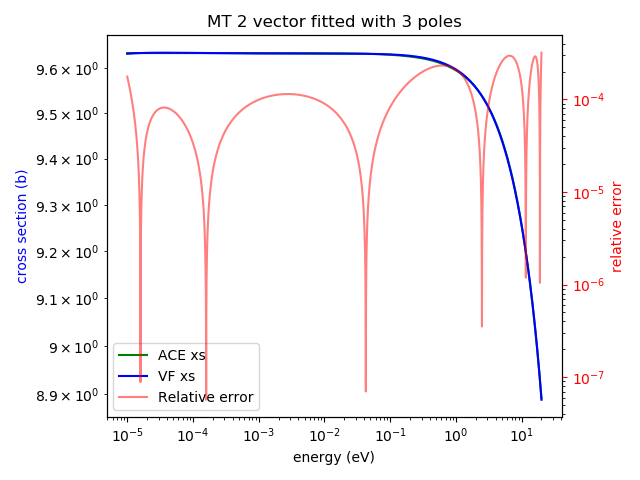 MT 2 vector fitted with 3 poles
cross section (b)
9.6 × 10⁰
9.5 × 10⁰
9.4 × 10⁰
9.3 × 10⁰
9.2 × 10⁰
9.1 × 10⁰
9 × 10⁰
8.9 × 10⁰
ACE xs
VF xs
Relative error
10⁻⁵ 10⁻⁴ 10⁻³ 10⁻² 10⁻¹ 10⁰ 10¹
energy (eV)
10⁻⁴
10⁻⁵
10⁻⁶
10⁻⁷
relative error